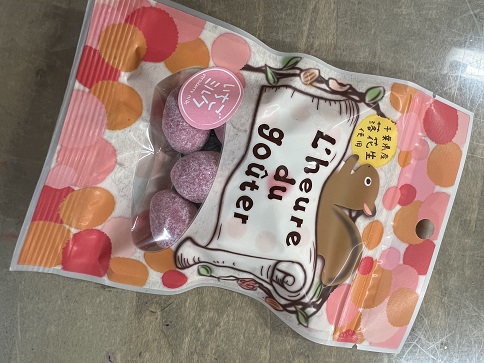 いちご
ミルク
千葉県産
落花生
使用
L'heure
du
goûter